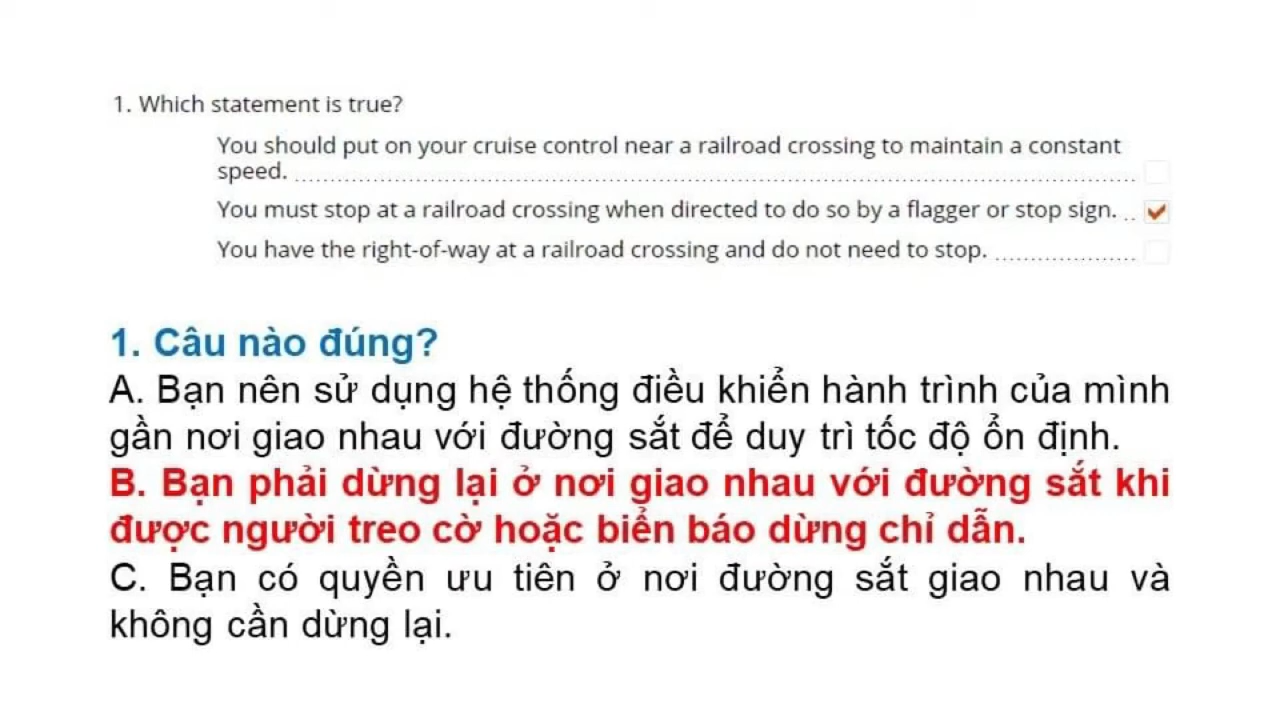 1. Which statement is true?
You should put on your cruise control near a railroad crossing to maintain a constant
speed. ................................................................................
You must stop at a railroad crossing when directed to do so by a flagger or stop sign. ..
You have the right-of-way at a railroad crossing and do not need to stop. .....................
1. Câu nào đúng?
A. Bạn nên sử dụng hệ thống điều khiển hành trình của mình
gần nơi giao nhau với đường sắt để duy trì tốc độ ổn định.
B. Bạn phải dừng lại ở nơi giao nhau với đường sắt khi
được người treo cờ hoặc biển báo dừng chỉ dẫn.
C. Bạn có quyền ưu tiên ở nơi đường sắt giao nhau và
không cần dừng lại.